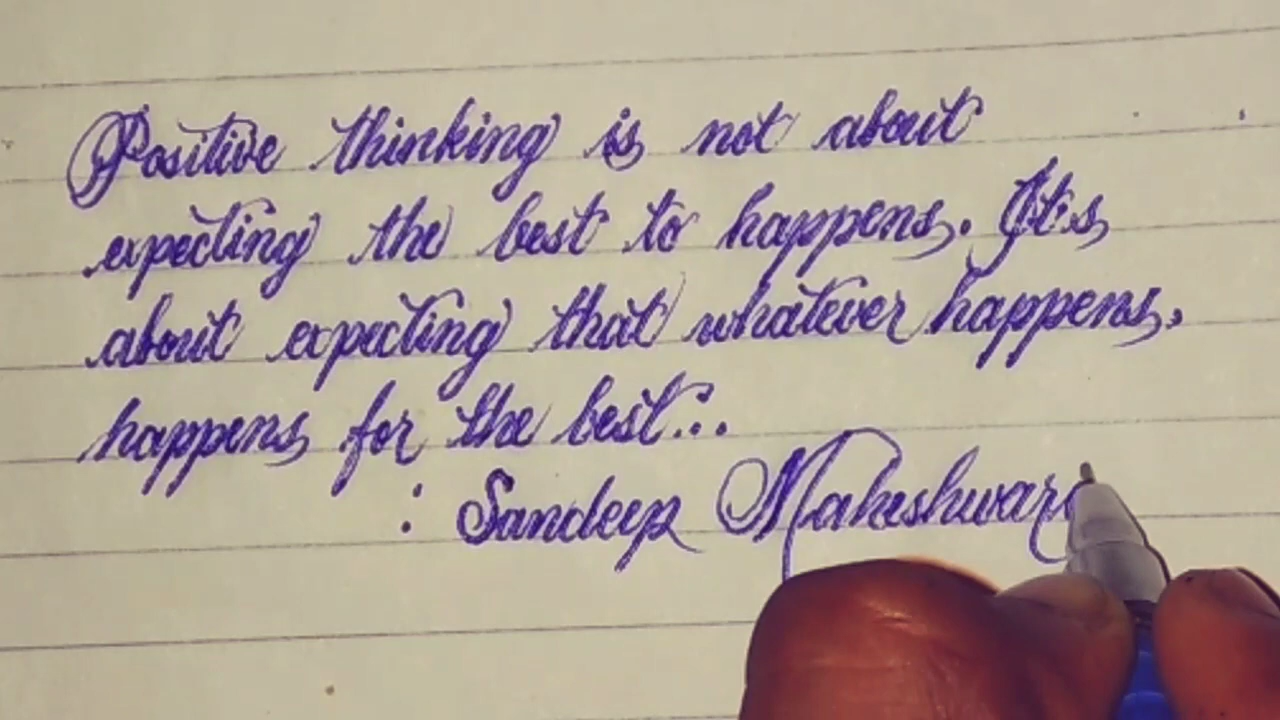 Positive thinking is not about
expecting the best to happens. It's
about expecting that whatever happens,
happens for the best...
: Sandeep Maheshwari